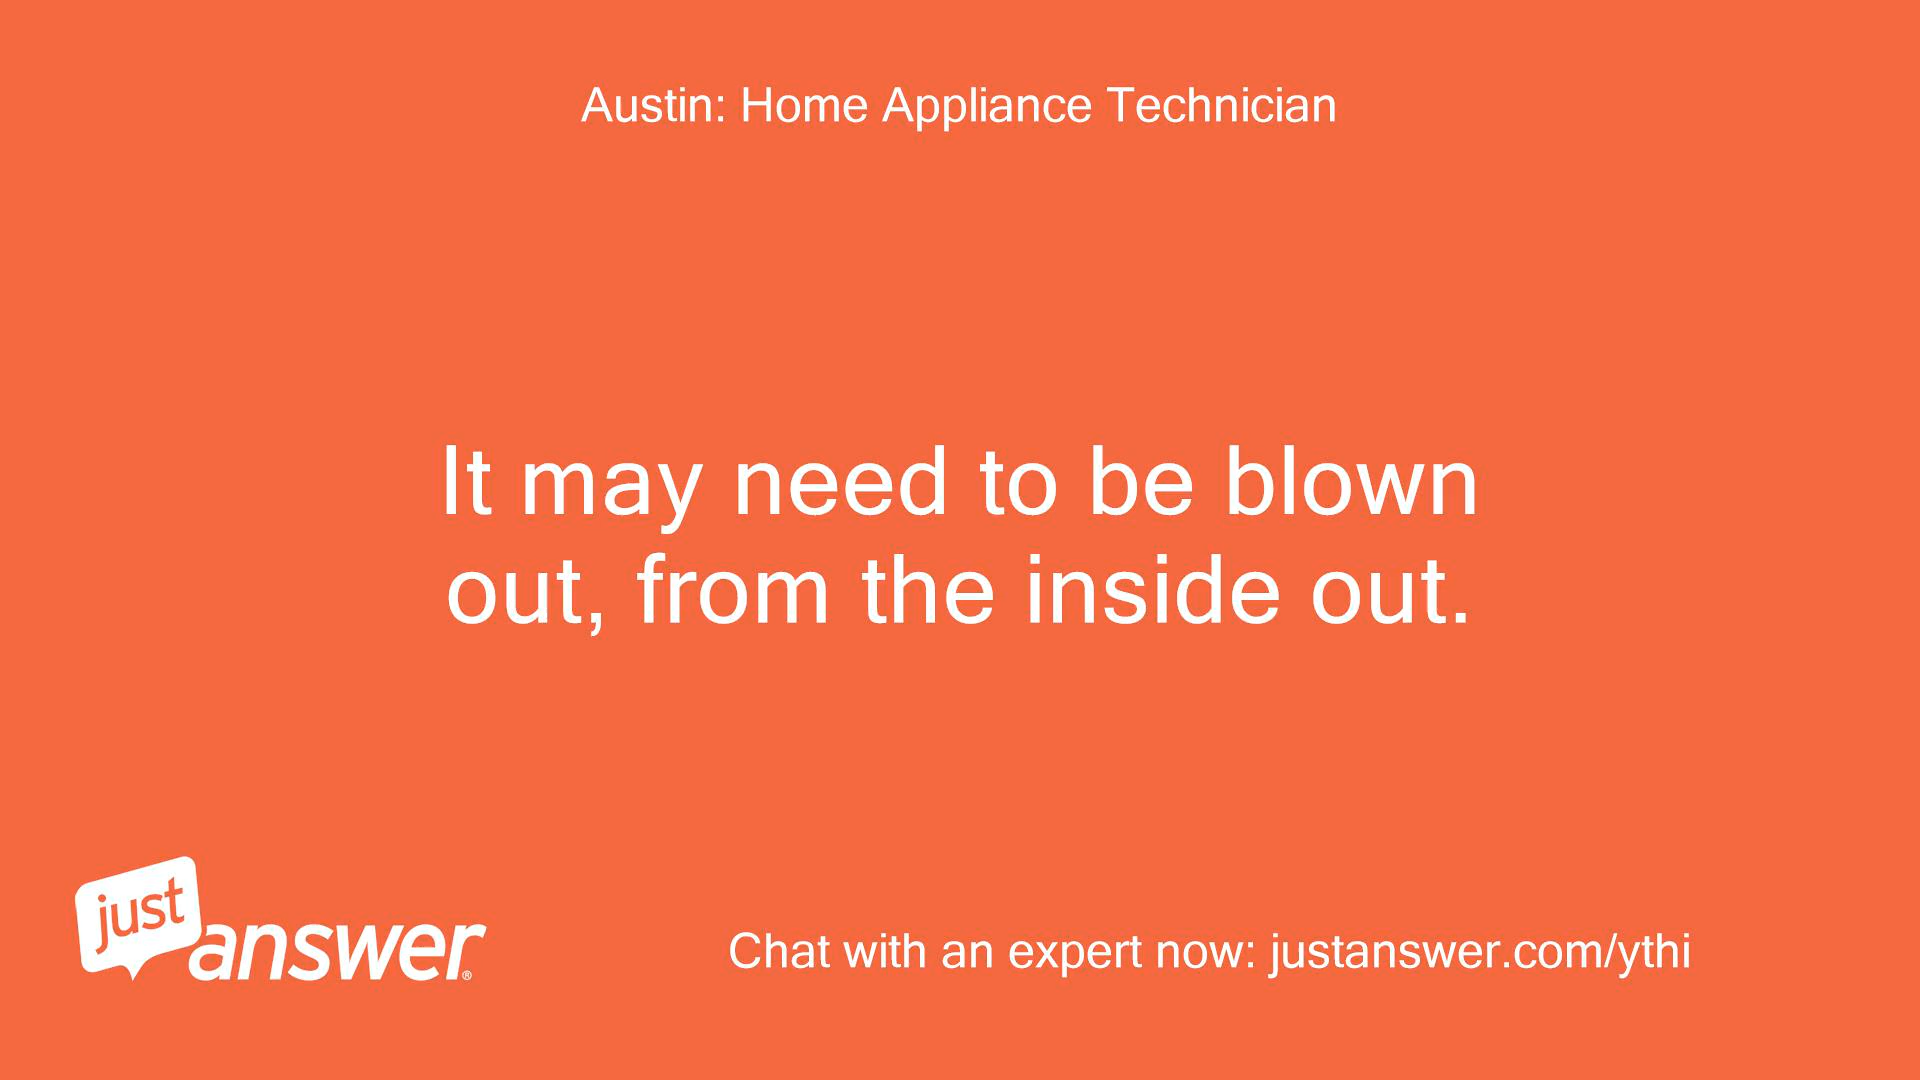 Austin: Home Appliance Technician
It may need to be blown
out, from the inside out.
just
answer®
Chat with an expert now: justanswer.com/ythi